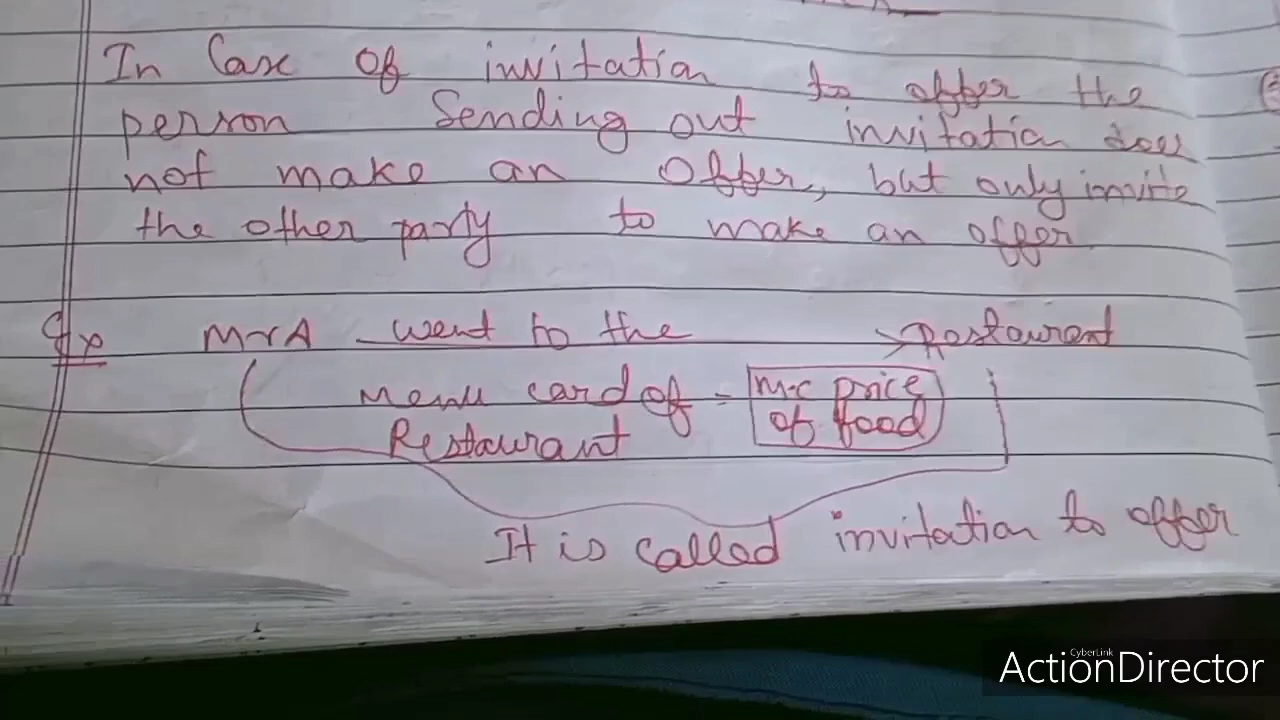 In Case of invitation to offer the
person Sending out invitation does
not make an Offer, but only invite
the other party to make an offer
Ex Mr A went to the Restaurent
Menu card of = M.C price
Restaurant of food
It is called invitation to offer
CyberLink
ActionDirector